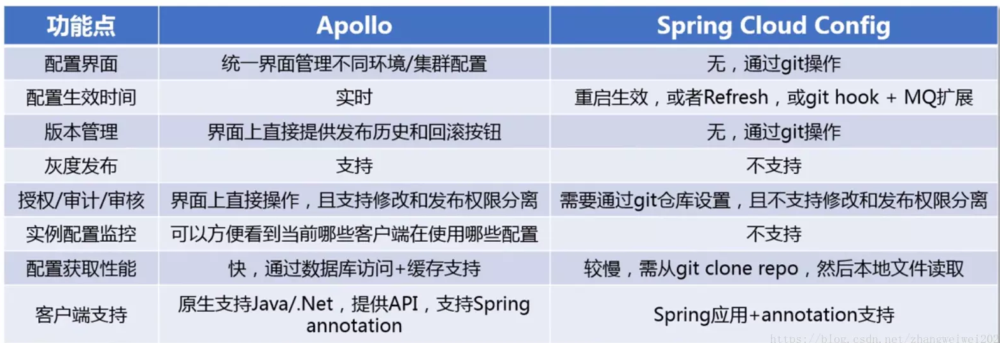 功能点 Apollo Spring Cloud Config
配置界面 统一界面管理不同环境/集群配置 无，通过git操作
配置生效时间 实时 重启生效，或者Refresh，或git hook + MQ扩展
版本管理 界面上直接提供发布历史和回滚按钮 无，通过git操作
灰度发布 支持 不支持
授权/审计/审核 界面上直接操作，且支持修改和发布权限分离 需要通过git仓库设置，且不支持修改和发布权限分离
实例配置监控 可以方便看到当前哪些客户端在使用哪些配置 不支持
配置获取性能 快，通过数据库访问+缓存支持 较慢，需从git clone repo，然后本地文件读取
客户端支持 原生支持Java/.Net，提供API，支持Spring
annotation Spring应用+annotation支持
https://blog.csdn.net/zhangweiwei202